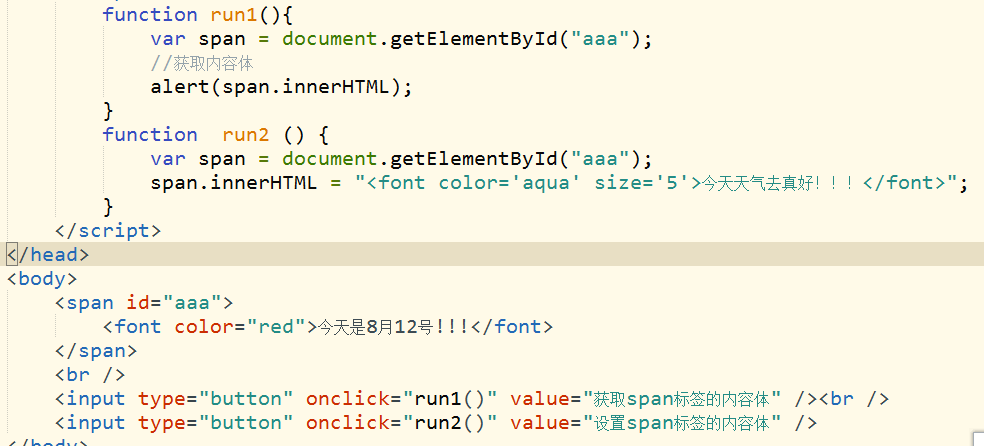 function run1(){
var span = document.getElementById("aaa");
//获取内容体
alert(span.innerHTML);
}
function  run2 () {
var span = document.getElementById("aaa");
span.innerHTML = "<font color='aqua' size='5'>今天天气去真好！！！</font>";
}
</script>
</head>
<body>
<span id="aaa">
<font color="red">今天是8月12号!!!</font>
</span>
<br />
<input type="button" onclick="run1()" value="获取span标签的内容体" /><br />
<input type="button" onclick="run2()" value="设置span标签的内容体" />
</body>